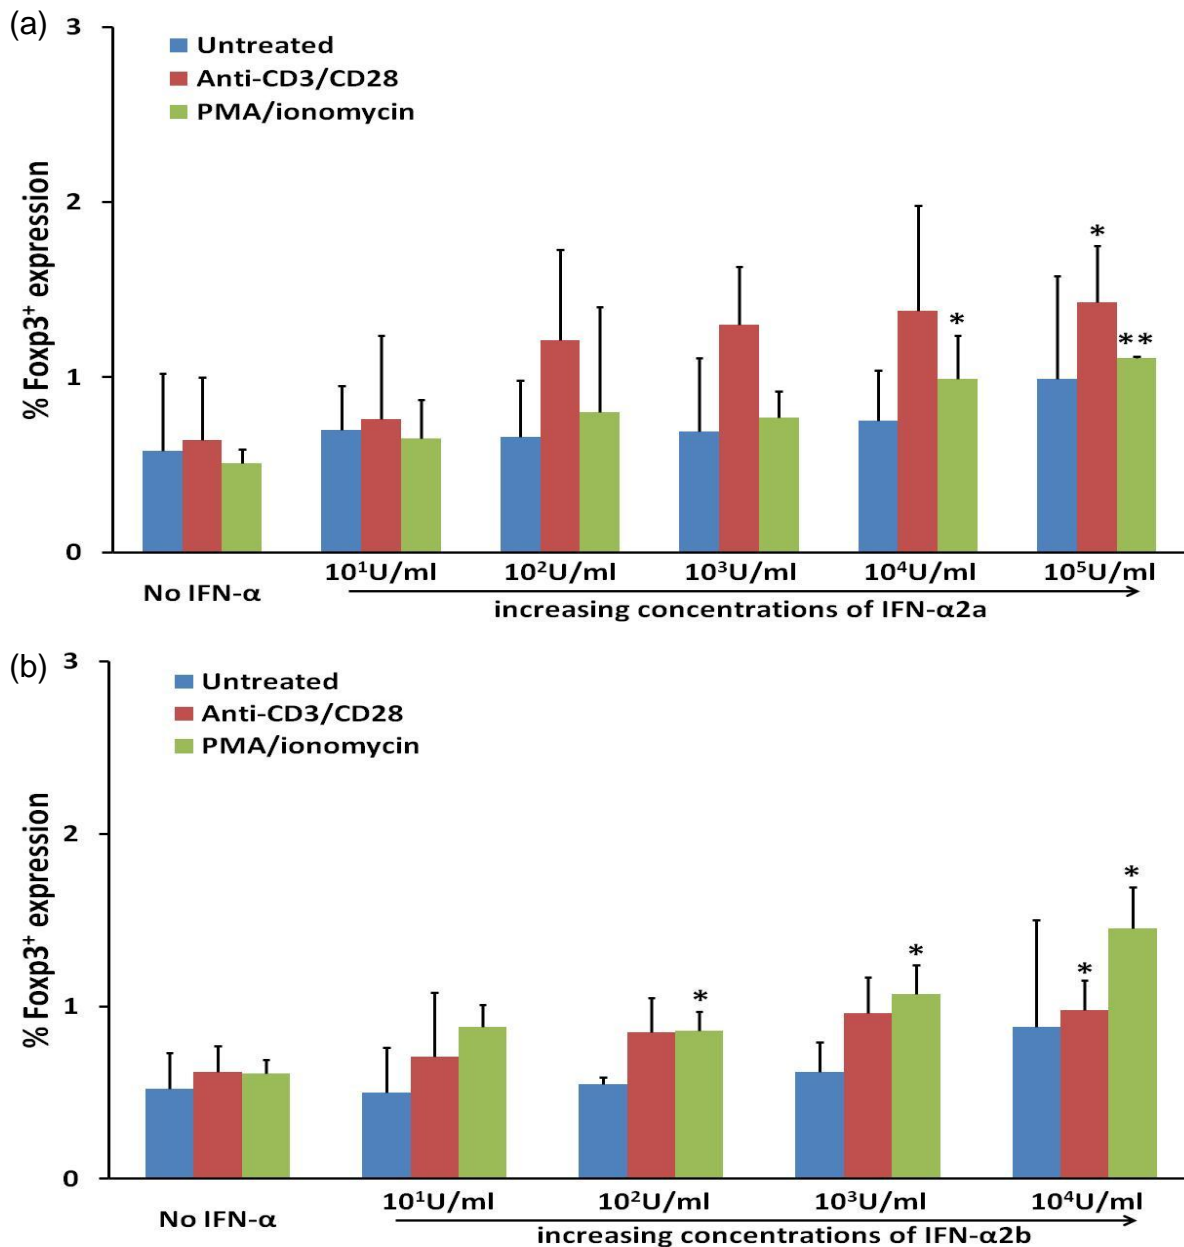 (a)
3
2
1
0
% Foxp3⁺ expression
Untreated
Anti-CD3/CD28
PMA/ionomycin
*
*
**
No IFN-α
10¹U/ml 10²U/ml 10³U/ml 10⁴U/ml 10⁵U/ml
increasing concentrations of IFN-α2a
(b)
3
2
1
0
% Foxp3⁺ expression
Untreated
Anti-CD3/CD28
PMA/ionomycin
*
*
*
*
No IFN-α
10¹U/ml 10²U/ml 10³U/ml 10⁴U/ml
increasing concentrations of IFN-α2b